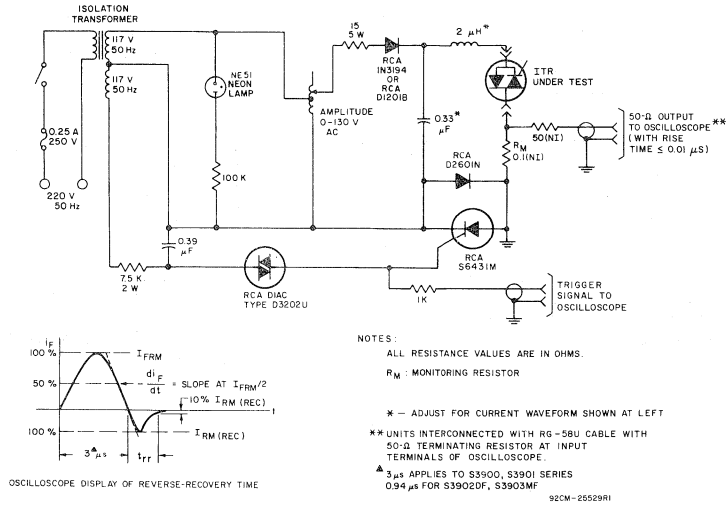 ISOLATION
TRANSFORMER
117 V
50 Hz
117 V
50 Hz
0.25 A
250 V
220 V
50 Hz
NE51
NEON
LAMP
100 K
AMPLITUDE
0-130 V
AC
15
5 W
RCA
1N3194
OR
RCA
D1201B
2 μH*
ITR
UNDER TEST
0.33*
μF
50(NI)
RM
0.1(NI)
50-Ω OUTPUT
TO OSCILLOSCOPE**
(WITH RISE
TIME ≤ 0.01 μS)
RCA
D2601N
RCA
S6431M
0.39
μF
7.5 K
2 W
RCA DIAC
TYPE D3202U
1K
TRIGGER
SIGNAL TO
OSCILLOSCOPE
iF
100 %
IFRM
50 %
diF
dt
= SLOPE AT IFRM/2
10% IRM(REC)
t
100%
IRM(REC)
3▲μs
trr
OSCILLOSCOPE DISPLAY OF REVERSE-RECOVERY TIME
NOTES:
ALL RESISTANCE VALUES ARE IN OHMS.
RM : MONITORING RESISTOR
* – ADJUST FOR CURRENT WAVEFORM SHOWN AT LEFT
** UNITS INTERCONNECTED WITH RG-58U CABLE WITH
50-Ω TERMINATING RESISTOR AT INPUT
TERMINALS OF OSCILLOSCOPE.
▲ 3 μs APPLIES TO S3900, S3901 SERIES
0.94 μs FOR S3902DF, S3903MF
92CM-25529R1